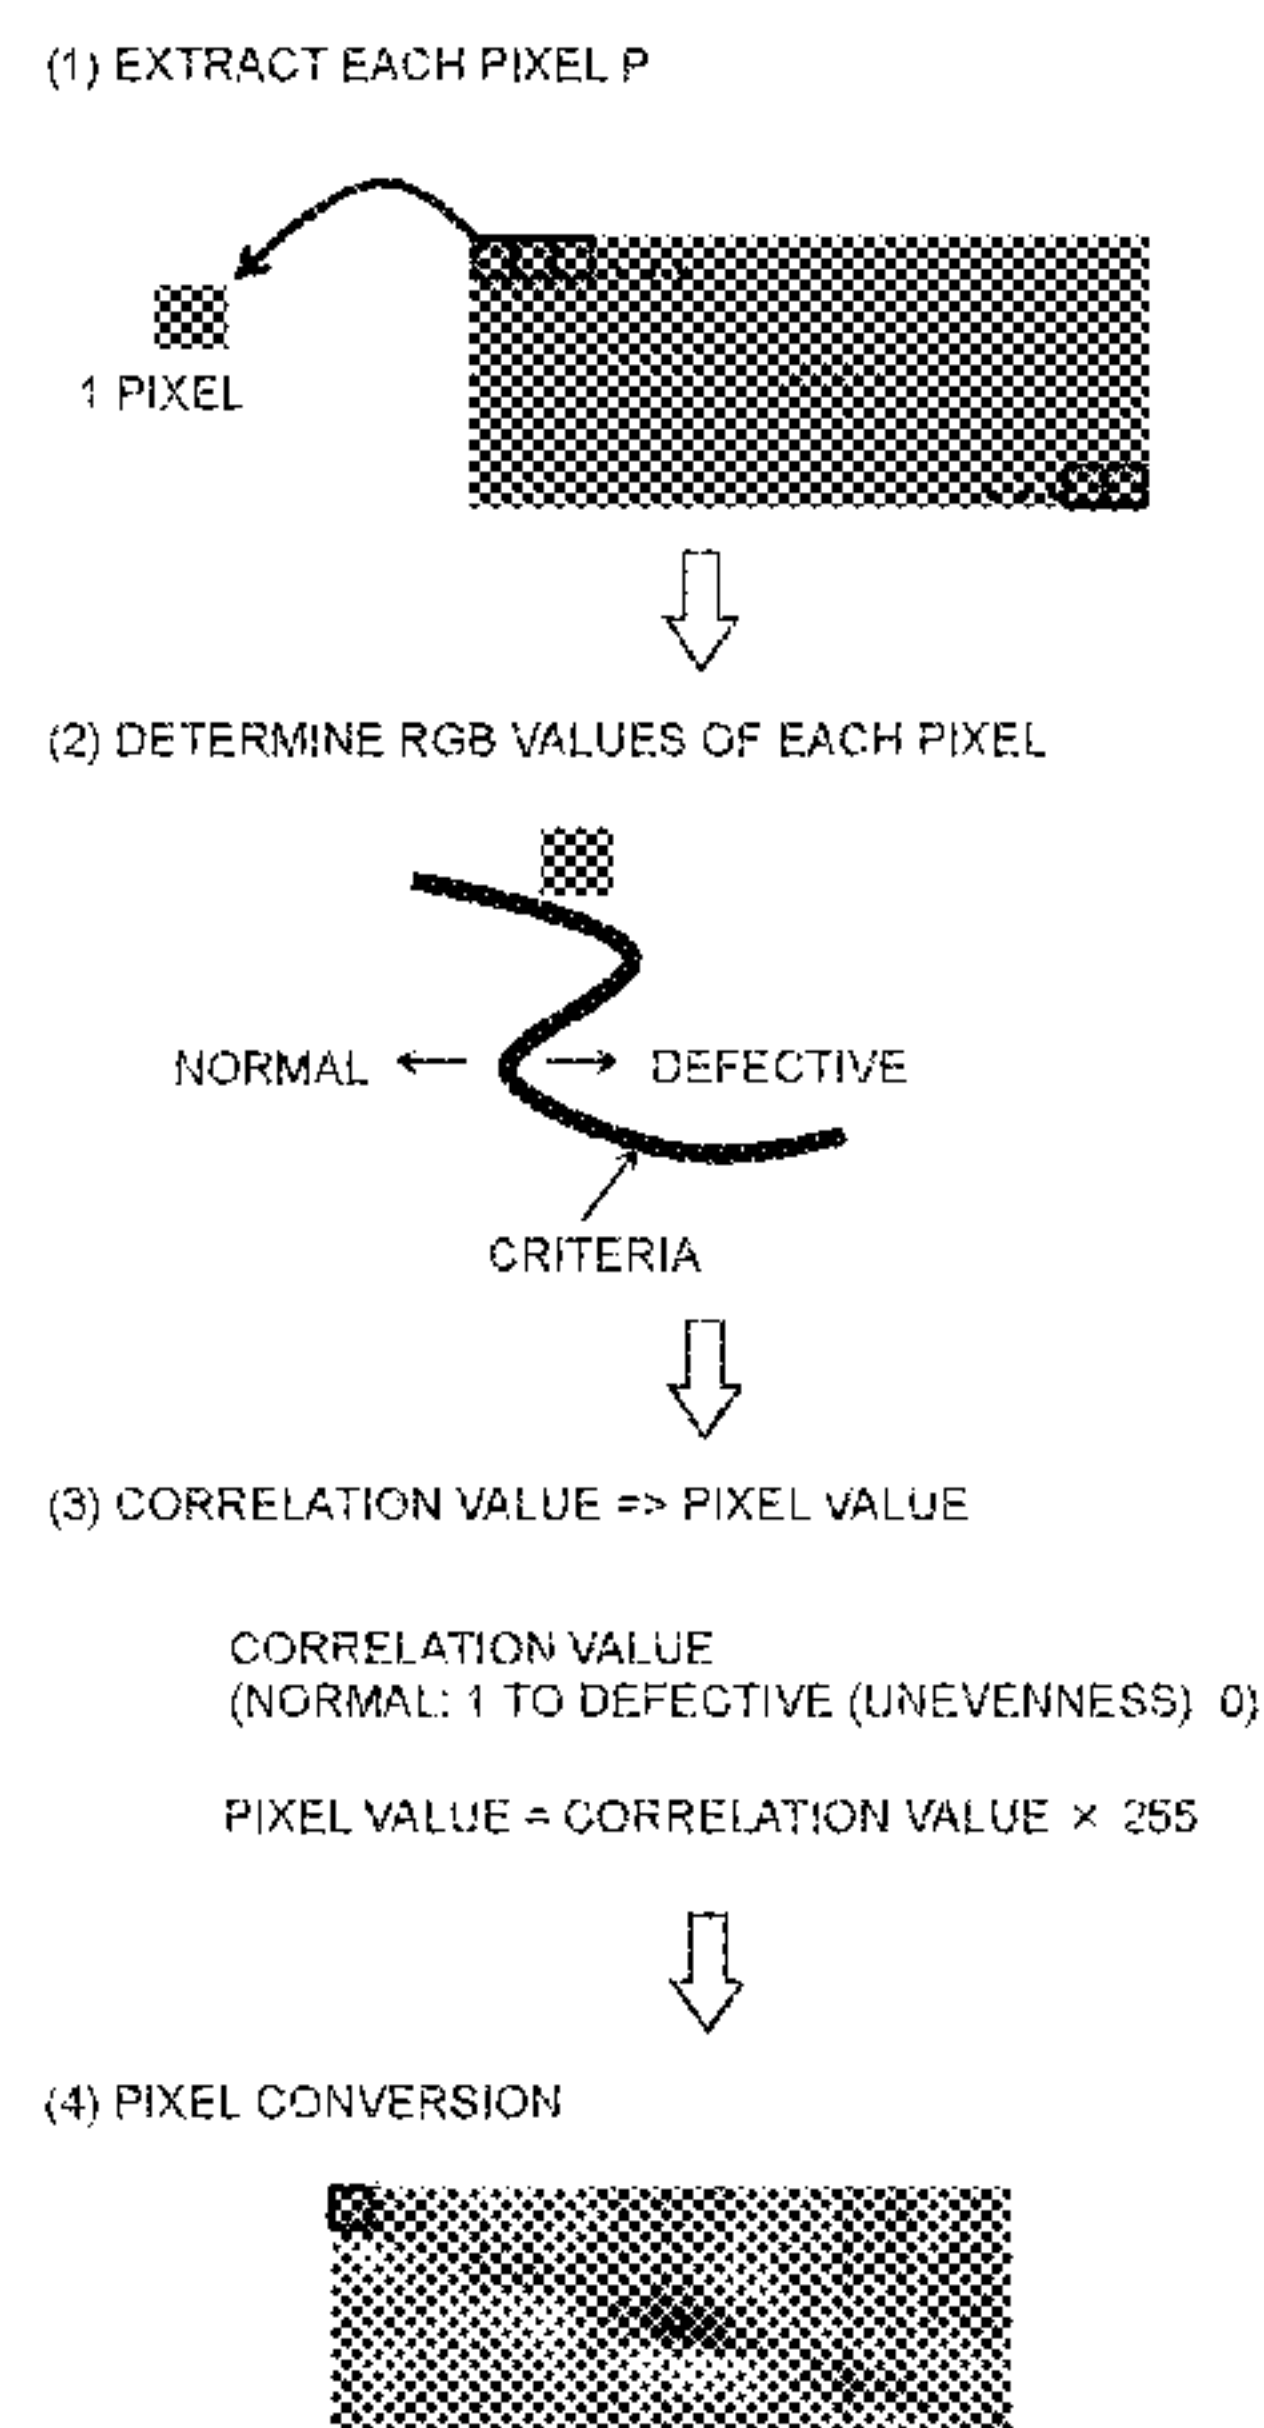 (1) EXTRACT EACH PIXEL P
1 PIXEL
(2) DETERMINE RGB VALUES OF EACH PIXEL
NORMAL
DEFECTIVE
CRITERIA
(3) CORRELATION VALUE => PIXEL VALUE
CORRELATION VALUE
(NORMAL: 1 TO DEFECTIVE (UNEVENNESS) 0)
PIXEL VALUE = CORRELATION VALUE × 255
(4) PIXEL CONVERSION